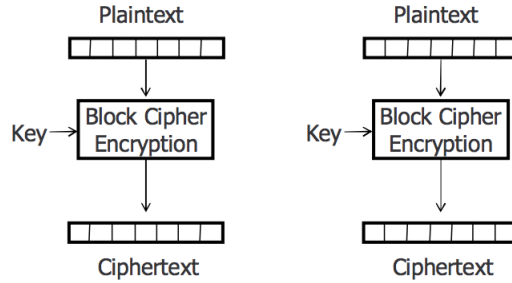 Plaintext
Block Cipher
Encryption
Key
Ciphertext
Plaintext
Block Cipher
Encryption
Key
Ciphertext